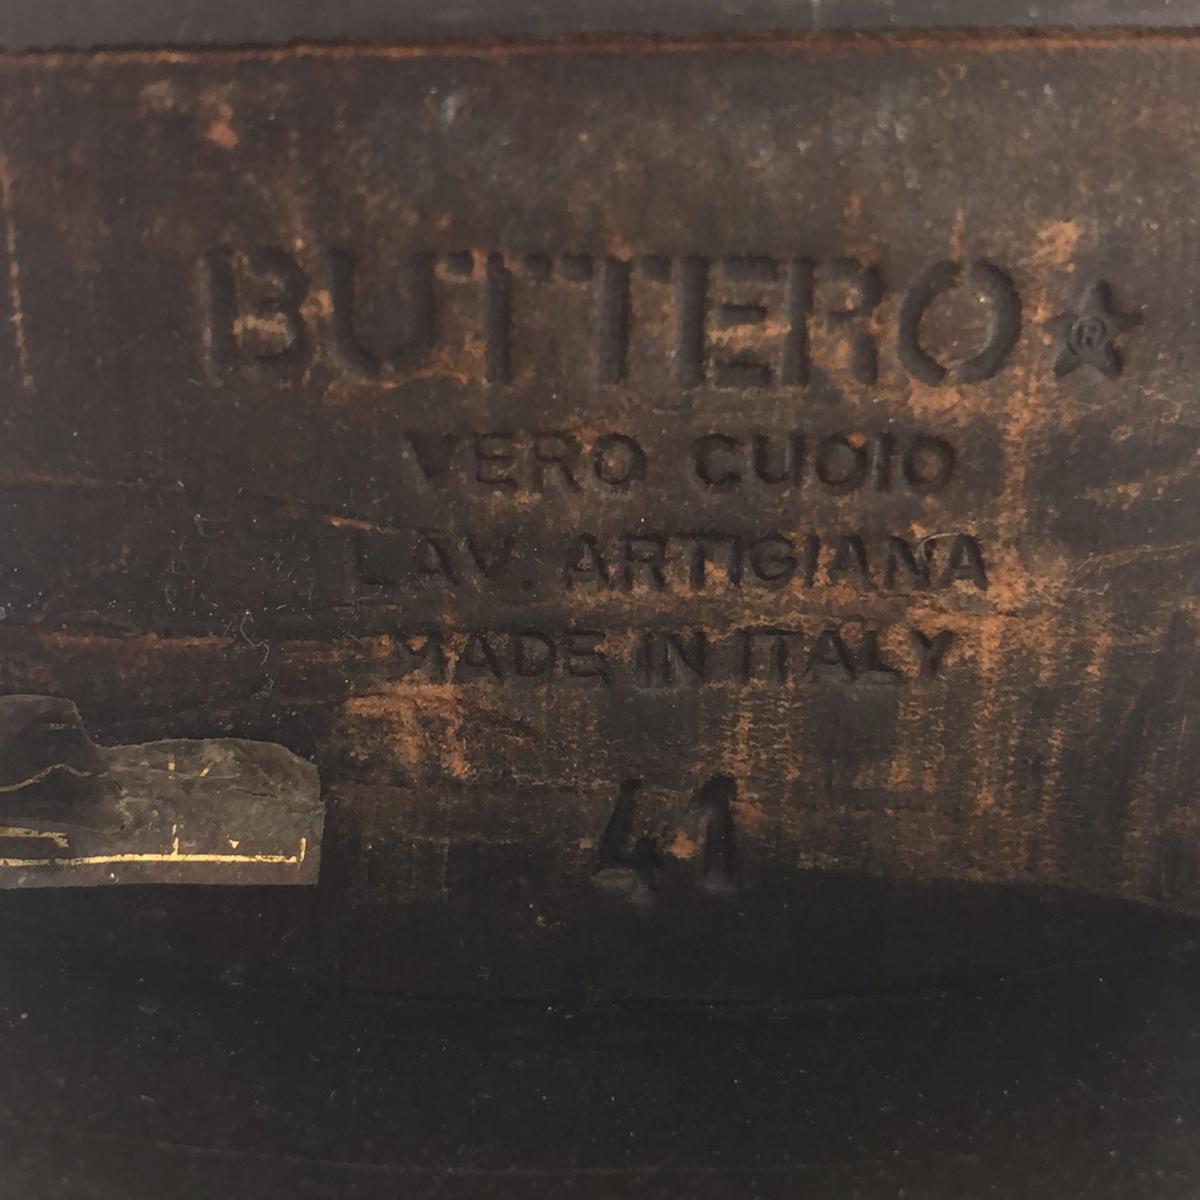 BUTTERO ®
VERO CUOIO
LAV. ARTIGIANA
MADE IN ITALY
41